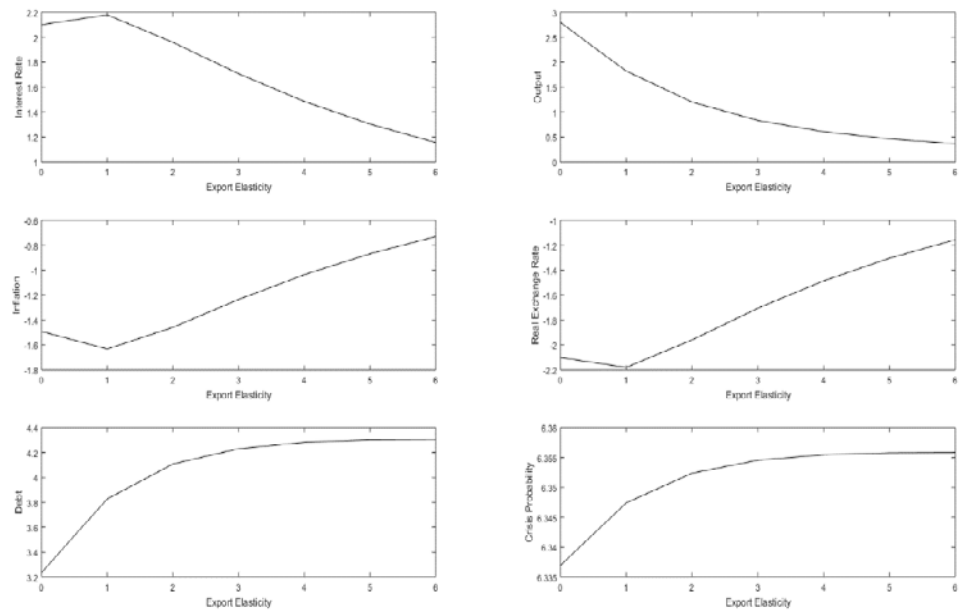 2.2
2
1.8
1.6
1.4
1.2
1
Interest Rate
0 1 2 3 4 5 6
Export Elasticity
3
2.5
2
1.5
1
0.5
0
Output
0 1 2 3 4 5 6
Export Elasticity
-0.6
-0.8
-1
-1.2
-1.4
-1.6
-1.8
Inflation
0 1 2 3 4 5 6
Export Elasticity
-1
-1.2
-1.4
-1.6
-1.8
-2
-2.2
Real Exchange Rate
0 1 2 3 4 5 6
Export Elasticity
4.4
4.2
4
3.8
3.6
3.4
3.2
Debt
0 1 2 3 4 5 6
Export Elasticity
6.36
6.355
6.35
6.345
6.34
6.335
Crisis Probability
0 1 2 3 4 5 6
Export Elasticity